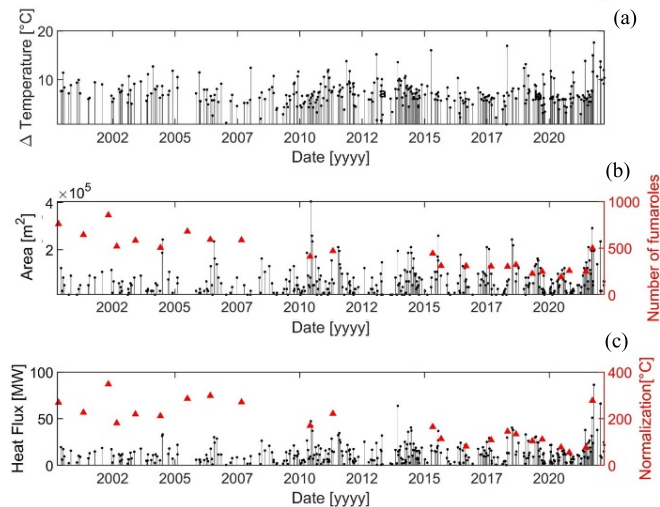 (a)
20
10
Δ Temperature [°C]
2002 2005 2007 2010 2012 2015 2017 2020
Date [yyyy]
a
(b)
× 10⁵
4
2
Area [m²]
1000
500
0
Number of fumaroles
2002 2005 2007 2010 2012 2015 2017 2020
Date [yyyy]
(c)
100
50
0
Heat Flux [MW]
400
200
0
Normalization[°C]
2002 2005 2007 2010 2012 2015 2017 2020
Date [yyyy]